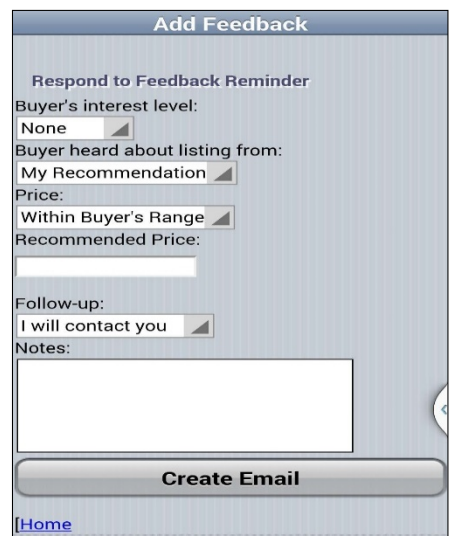 Add Feedback
Respond to Feedback Reminder
Buyer's interest level:
None
Buyer heard about listing from:
My Recommendation
Price:
Within Buyer's Range
Recommended Price:
Follow-up:
I will contact you
Notes:
Create Email
[Home